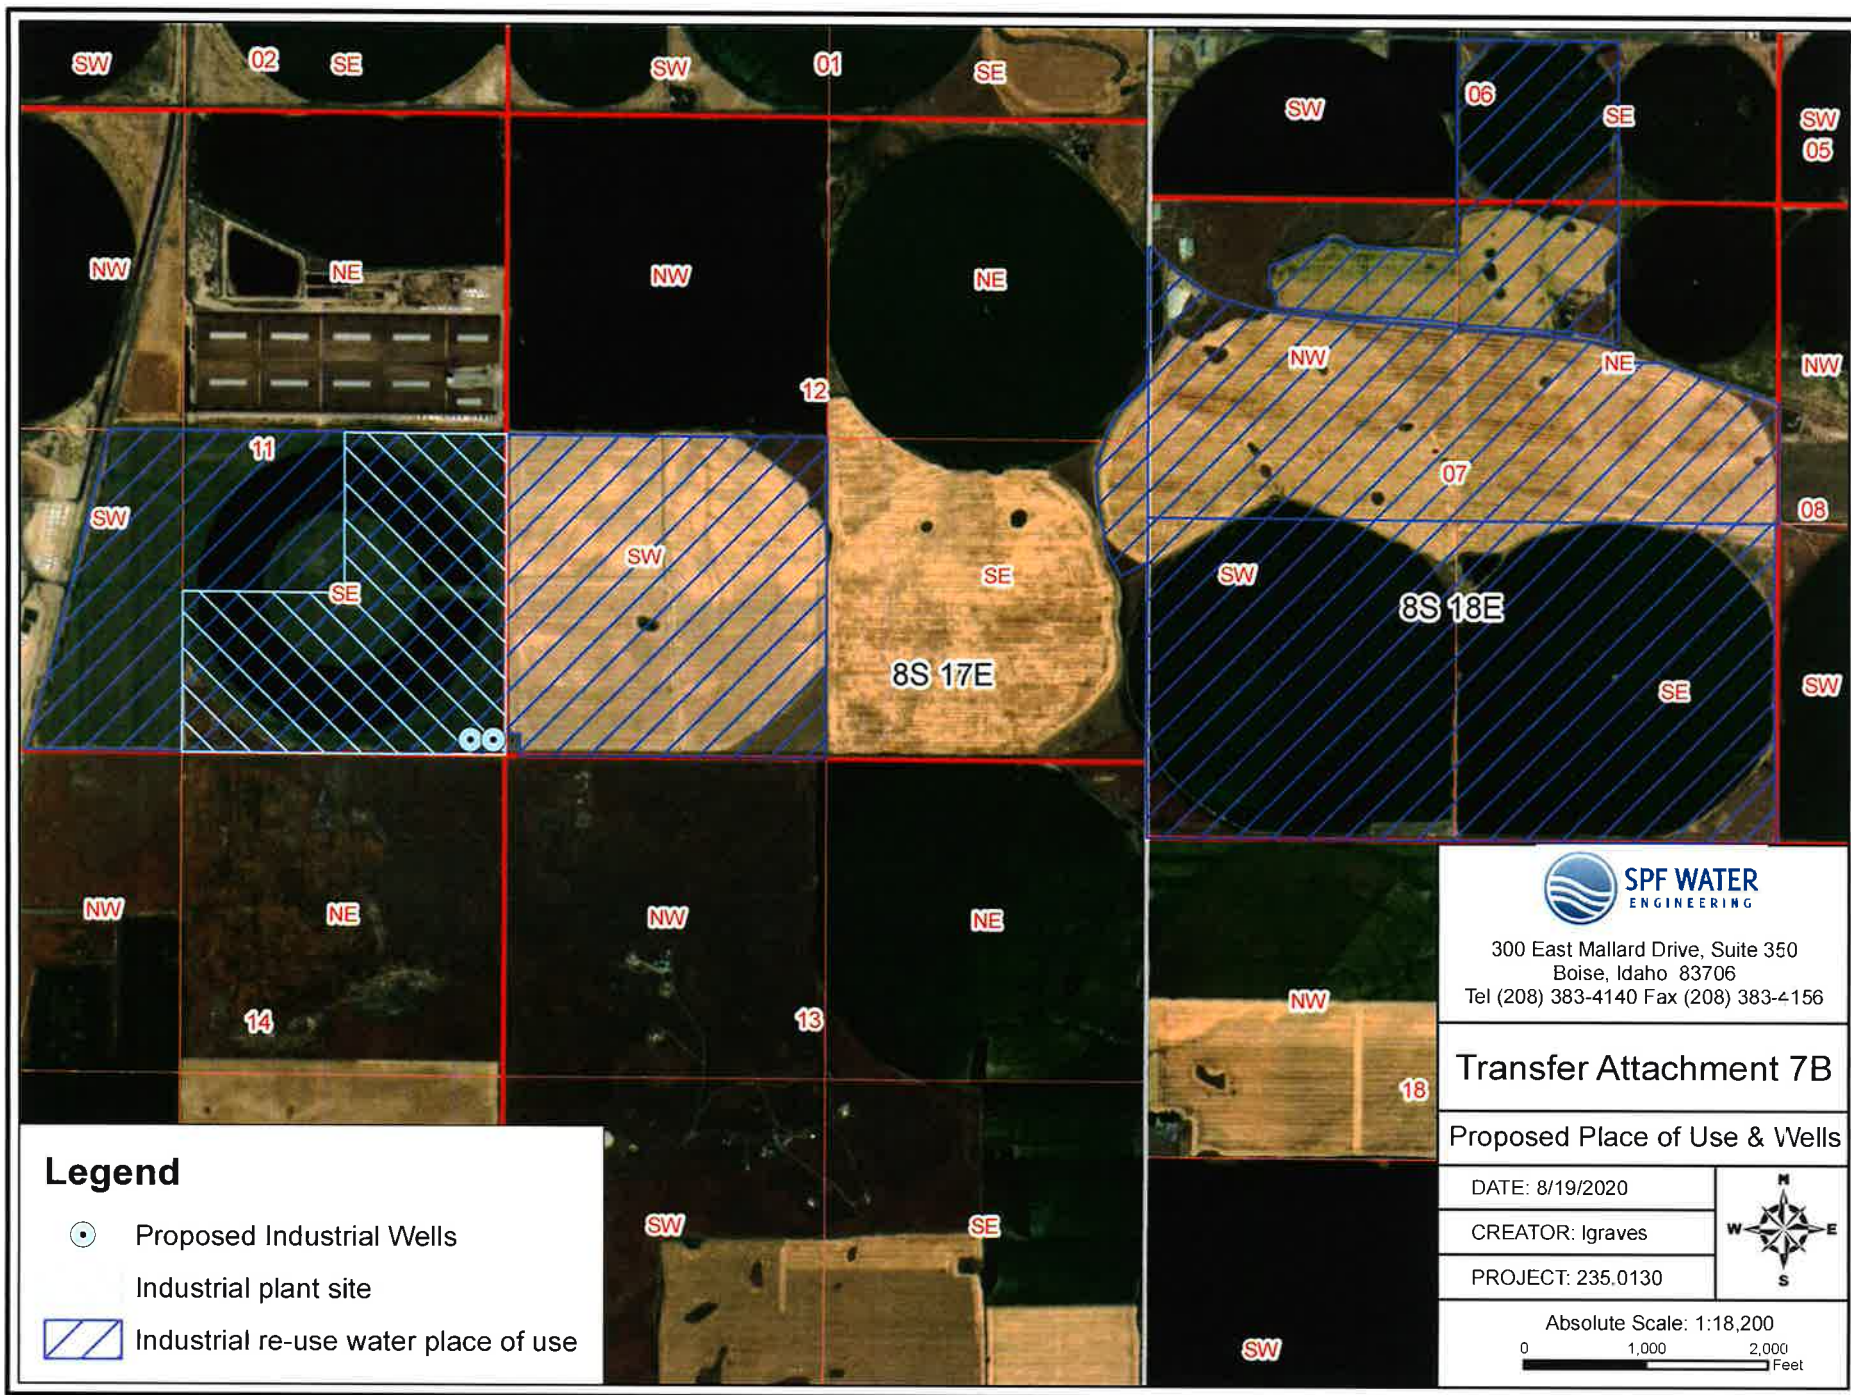 02
01
SW
SE
SW
SE
06
SW
SE
SW
05
NW
NE
NW
NE
12
NW
NE
NW
11
07
08
SW
SE
SW
SE
SW
8S 18E
8S 17E
SE
SW
NW
NE
NW
NE
14
13
NW
18
SW
SE
SW
SPF WATER
ENGINEERING
300 East Mallard Drive, Suite 350
Boise, Idaho 83706
Tel (208) 383-4140 Fax (208) 383-4156
Transfer Attachment 7B
Proposed Place of Use & Wells
DATE: 8/19/2020
CREATOR: lgraves
PROJECT: 235.0130
N
W
E
S
Absolute Scale: 1:18,200
0 1,000 2,000
Feet
Legend
Proposed Industrial Wells
Industrial plant site
Industrial re-use water place of use